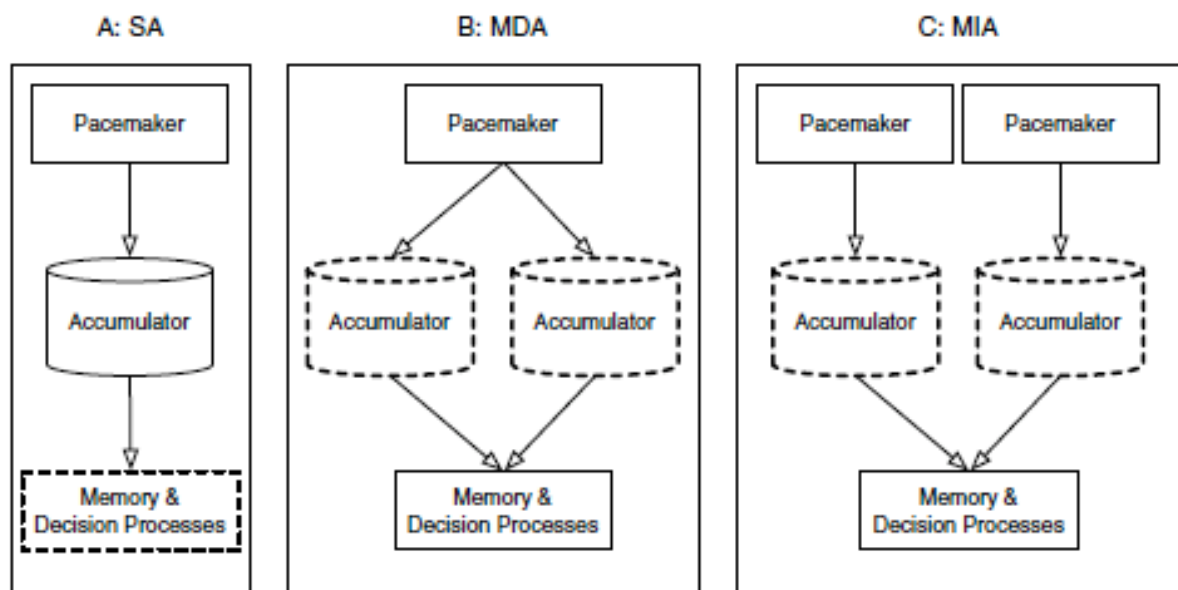 A: SA
Pacemaker
Accumulator
Memory &
Decision Processes
B: MDA
Pacemaker
Accumulator
Accumulator
Memory &
Decision Processes
C: MIA
Pacemaker
Pacemaker
Accumulator
Accumulator
Memory &
Decision Processes